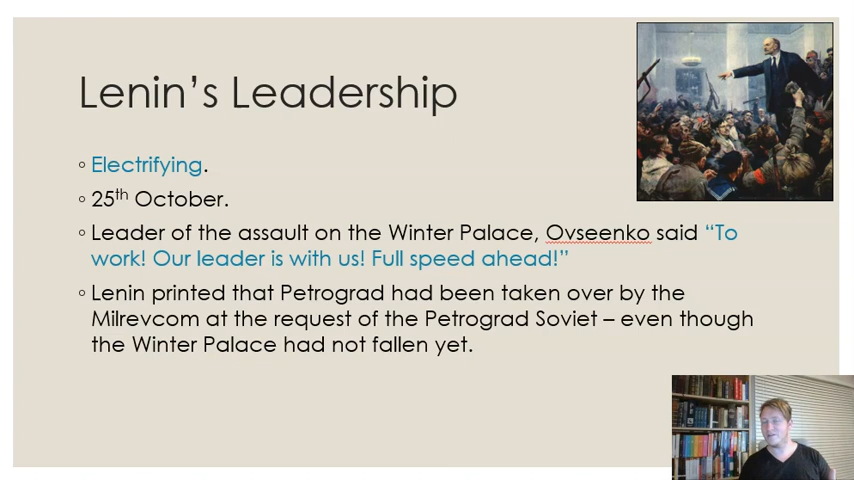 Lenin's Leadership
◦ Electrifying.
◦ 25th October.
◦ Leader of the assault on the Winter Palace, Ovseenko said "To
work! Our leader is with us! Full speed ahead!"
◦ Lenin printed that Petrograd had been taken over by the
Milrevcom at the request of the Petrograd Soviet – even though
the Winter Palace had not fallen yet.